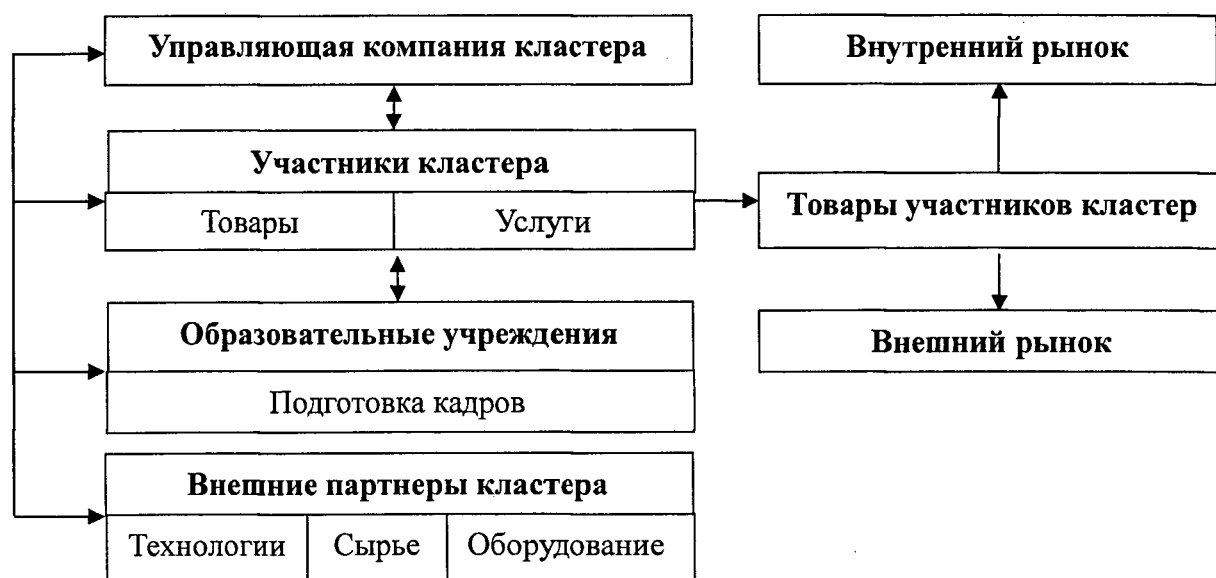 Управляющая компания кластера
Участники кластера
Товары
Услуги
Образовательные учреждения
Подготовка кадров
Внешние партнеры кластера
Технологии
Сырье
Оборудование
Внутренний рынок
Товары участников кластер
Внешний рынок